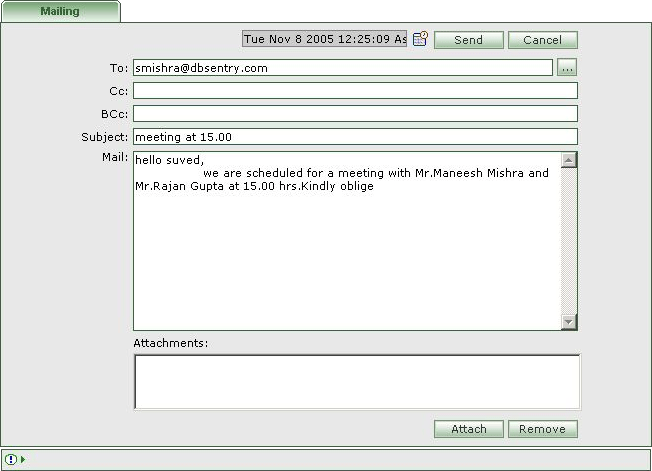 Mailing
Tue Nov 8 2005 12:25:09 As
Send
Cancel
To: smishra@dbsentry.com ...
Cc:
BCc:
Subject: meeting at 15.00
Mail: hello suved,
we are scheduled for a meeting with Mr.Maneesh Mishra and
Mr.Rajan Gupta at 15.00 hrs.Kindly oblige
Attachments:
Attach
Remove